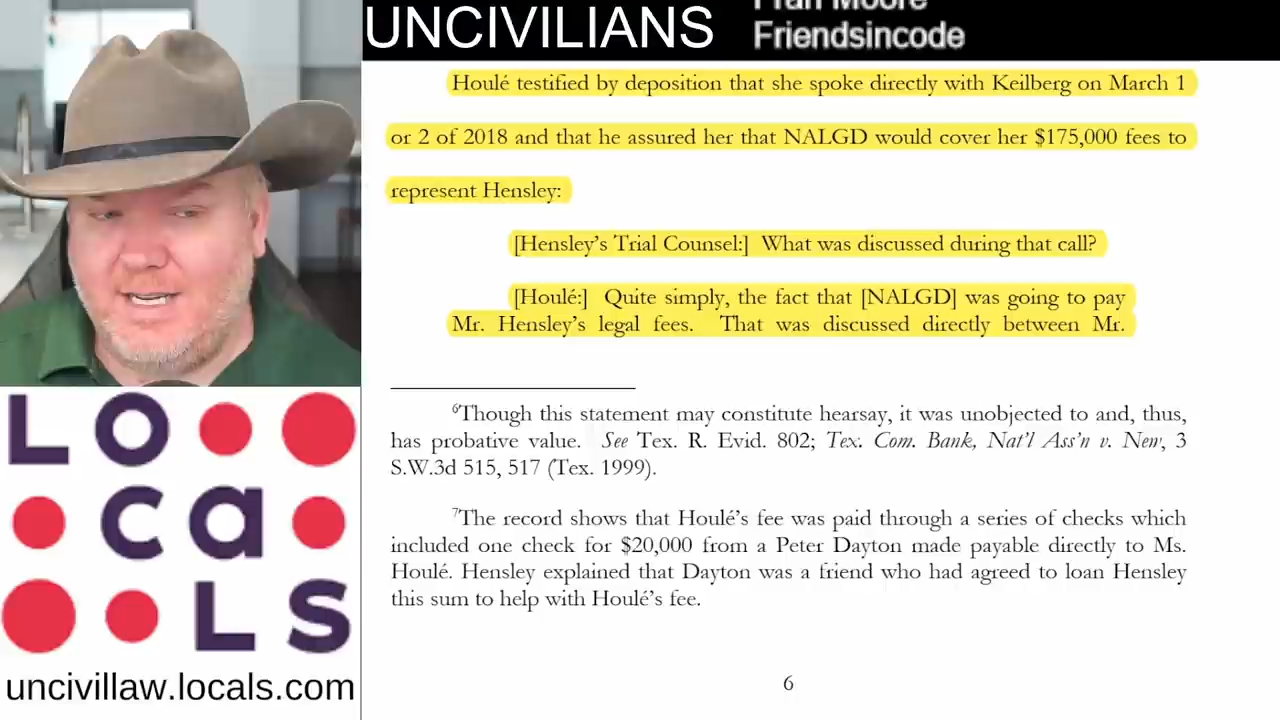 UNCIVILIANS
Fran Moore
Friendsincode
Houlé testified by deposition that she spoke directly with Keilberg on March 1
or 2 of 2018 and that he assured her that NALGD would cover her $175,000 fees to
represent Hensley:
[Hensley's Trial Counsel:] What was discussed during that call?
[Houlé:] Quite simply, the fact that [NALGD] was going to pay
Mr. Hensley's legal fees. That was discussed directly between Mr.
6Though this statement may constitute hearsay, it was unobjected to and, thus,
has probative value. See Tex. R. Evid. 802; Tex. Com. Bank, Nat'l Ass'n v. New, 3
S.W.3d 515, 517 (Tex. 1999).
7The record shows that Houlé's fee was paid through a series of checks which
included one check for $20,000 from a Peter Dayton made payable directly to Ms.
Houlé. Hensley explained that Dayton was a friend who had agreed to loan Hensley
this sum to help with Houlé's fee.
6
LO
ca
LS
uncivillaw.locals.com